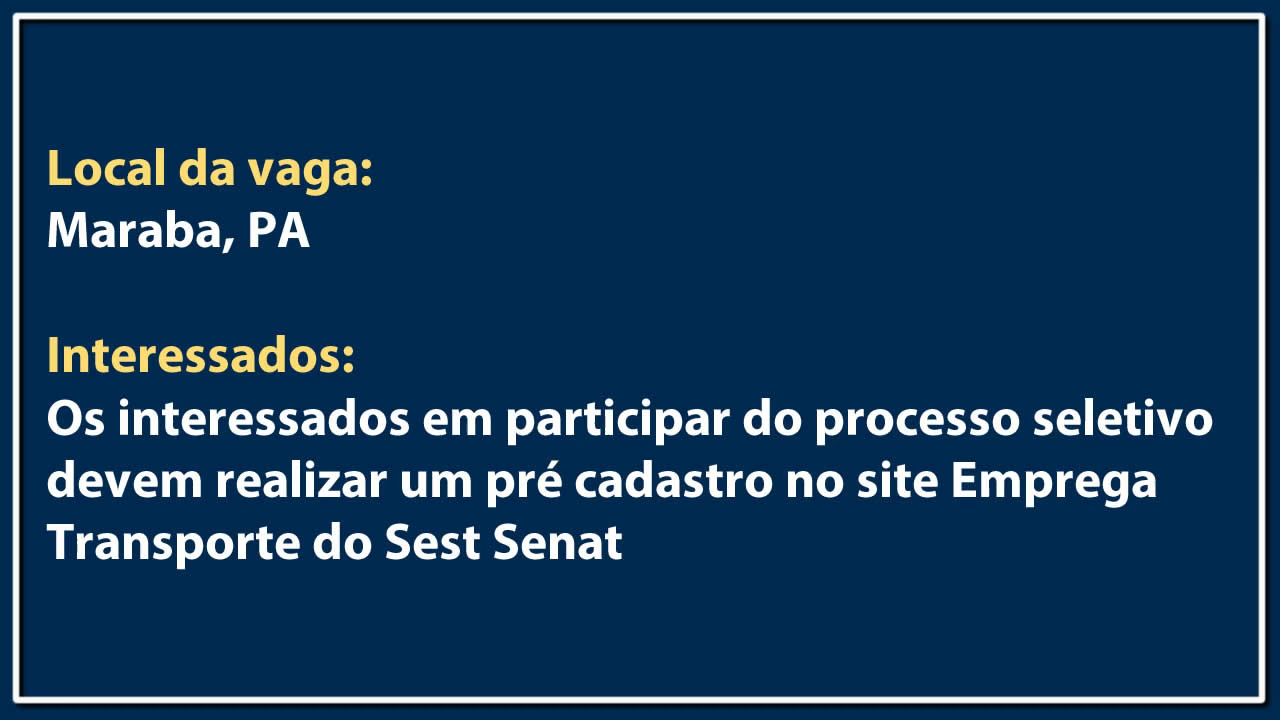 Local da vaga:
Maraba, PA
Interessados:
Os interessados em participar do processo seletivo
devem realizar um pré cadastro no site Emprega
Transporte do Sest Senat